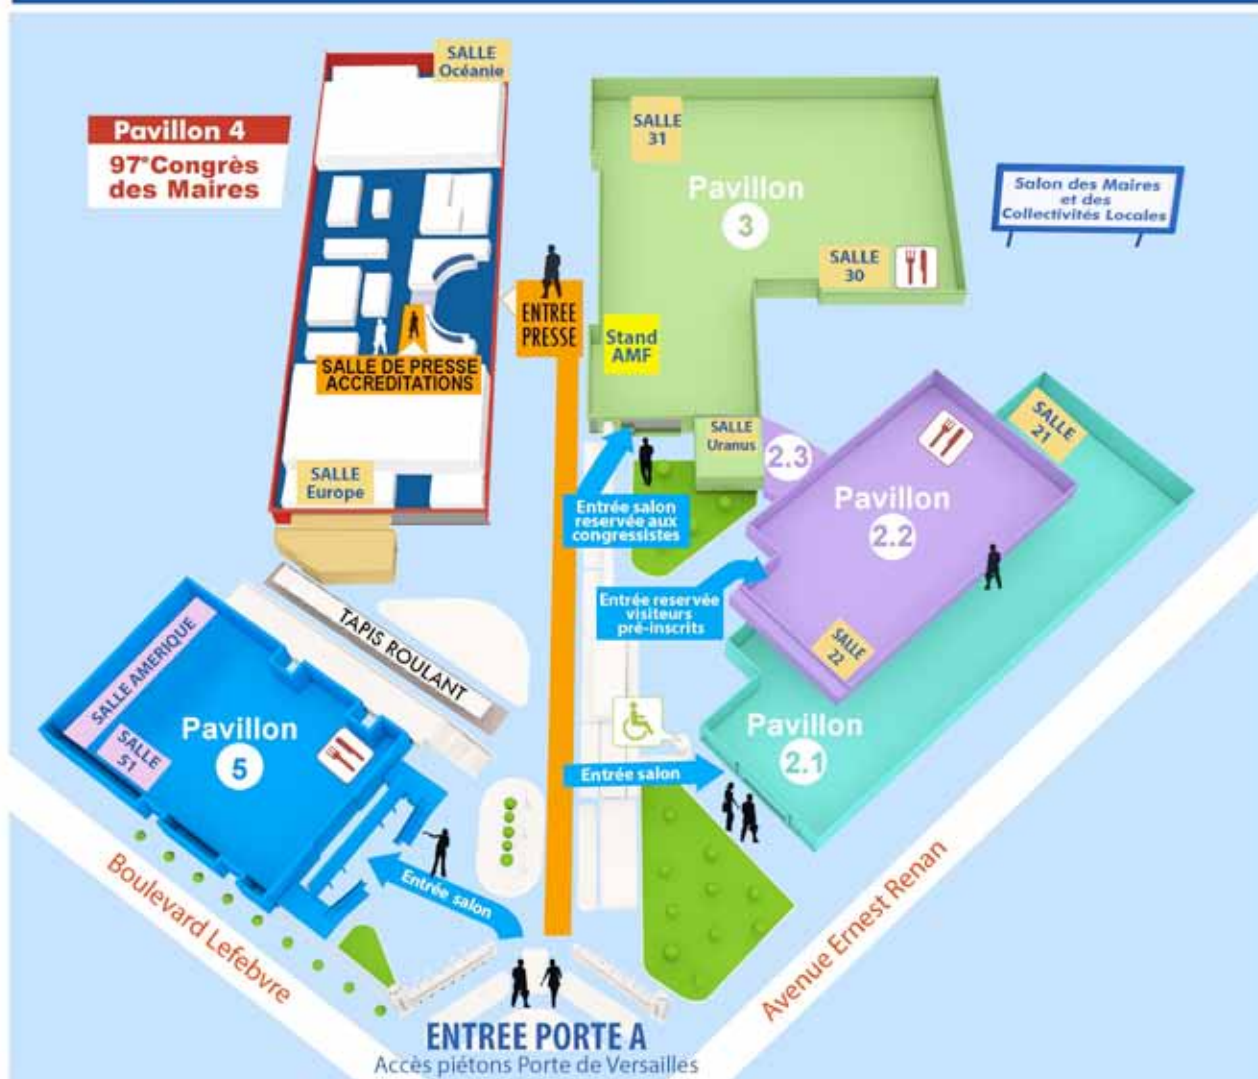 SALLE
Océanie
Pavillon 4
97°Congrès
des Maires
SALLE
31
Pavillon
3
Salon des Maires
et des
Collectivités Locales
SALLE
30
ENTREE
PRESSE
Stand
AMF
SALLE DE PRESSE
ACCREDITATIONS
SALLE
Uranus
2.3
SALLE
21
SALLE
Europe
Pavillon
2.2
Entrée salon
reservée aux
congressistes
Entrée reservée
visiteurs
pré-inscrits
SALLE
22
TAPIS ROULANT
SALLE AMERIQUE
SALLE
51
Pavillon
5
Pavillon
2.1
Entrée salon
Entrée salon
Boulevard Lefebvre
Avenue Ernest Renan
ENTREE PORTE A
Accès piétons Porte de Versailles